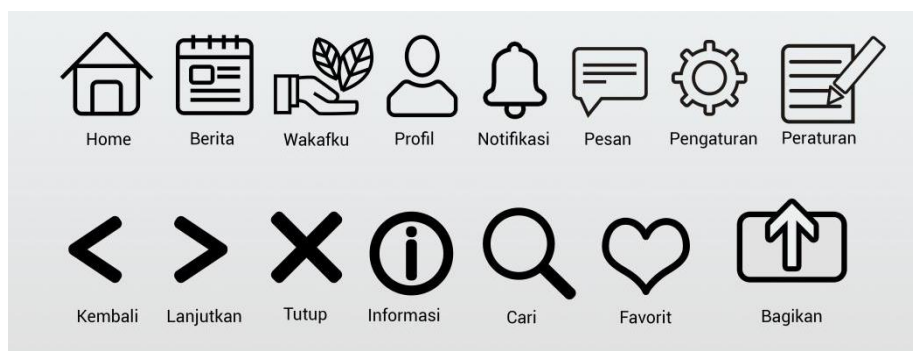 Home Berita Wakafku Profil Notifikasi Pesan Pengaturan Peraturan
Kembali Lanjutkan Tutup Informasi Cari Favorit Bagikan